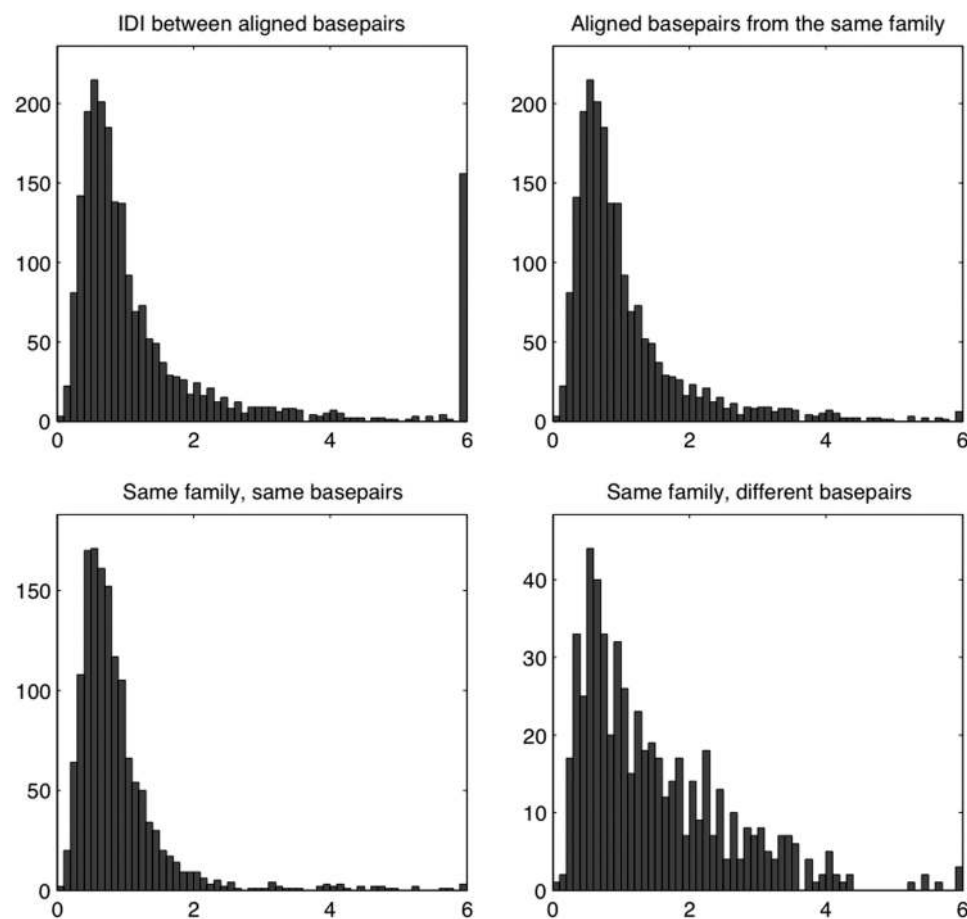 IDI between aligned basepairs
200
150
100
50
0
0 2 4 6
Aligned basepairs from the same family
200
150
100
50
0
0 2 4 6
Same family, same basepairs
150
100
50
0
0 2 4 6
Same family, different basepairs
40
30
20
10
0
0 2 4 6